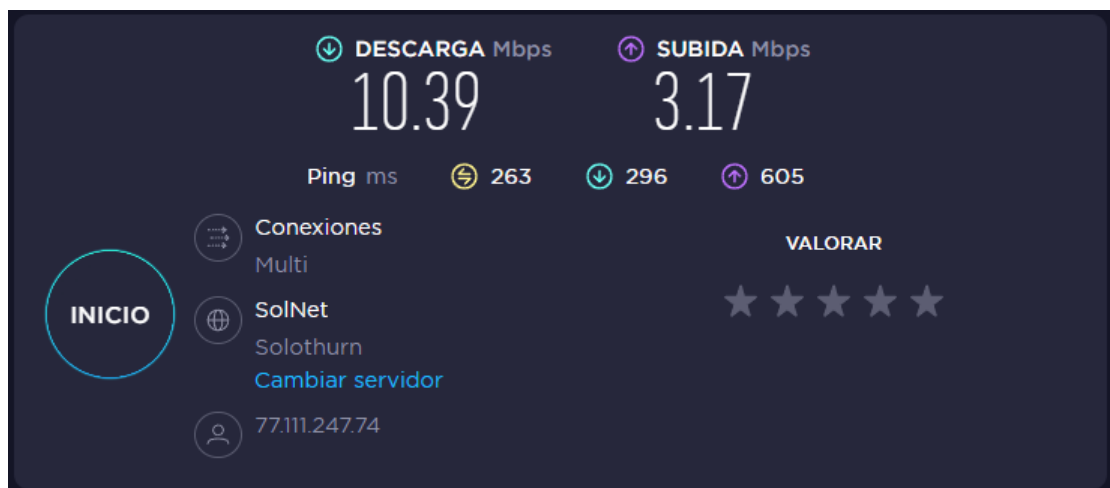 DESCARGA Mbps
10.39
SUBIDA Mbps
3.17
Ping ms 263 296 605
INICIO
Conexiones
Multi
SolNet
Solothurn
Cambiar servidor
77.111.247.74
VALORAR